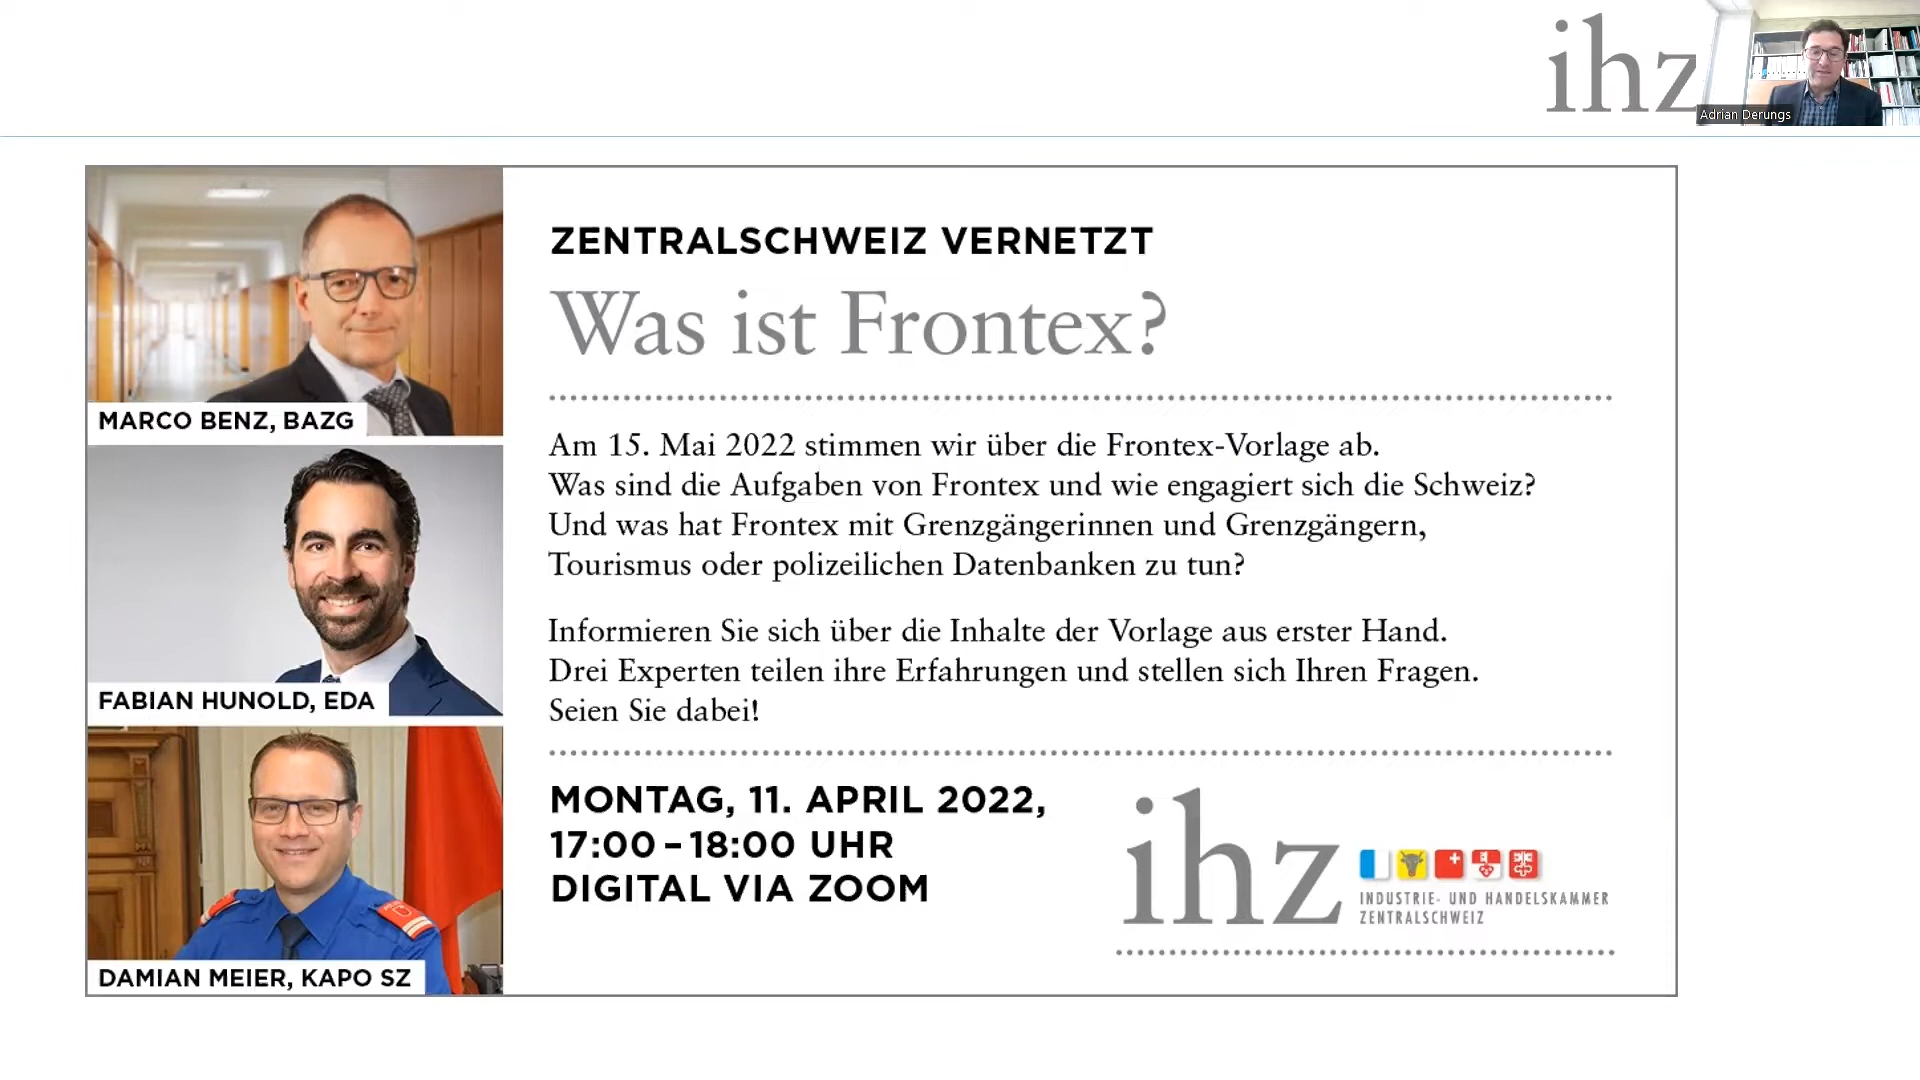 ihz
Adrian Derungs
MARCO BENZ, BAZG
FABIAN HUNOLD, EDA
DAMIAN MEIER, KAPO SZ
ZENTRALSCHWEIZ VERNETZT
Was ist Frontex?
Am 15. Mai 2022 stimmen wir über die Frontex-Vorlage ab.
Was sind die Aufgaben von Frontex und wie engagiert sich die Schweiz?
Und was hat Frontex mit Grenzgängerinnen und Grenzgängern,
Tourismus oder polizeilichen Datenbanken zu tun?
Informieren Sie sich über die Inhalte der Vorlage aus erster Hand.
Drei Experten teilen ihre Erfahrungen und stellen sich Ihren Fragen.
Seien Sie dabei!
MONTAG, 11. APRIL 2022,
17:00 – 18:00 UHR
DIGITAL VIA ZOOM
ihz
INDUSTRIE- UND HANDELSKAMMER
ZENTRALSCHWEIZ